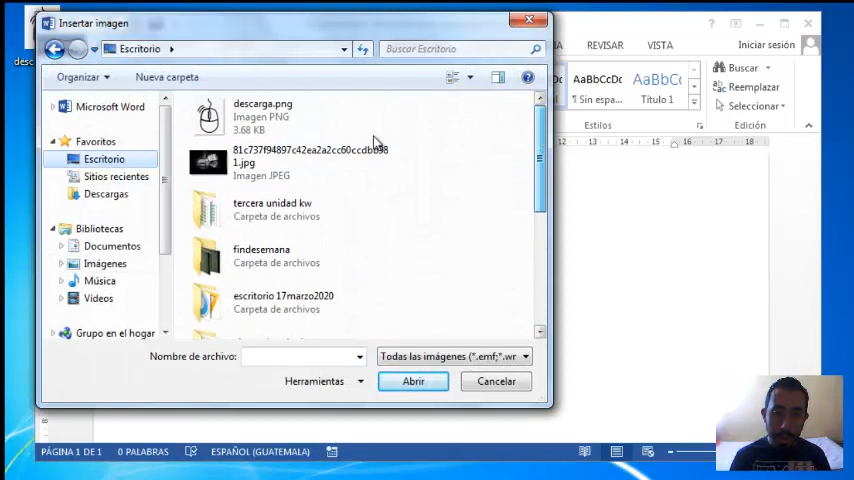 Insertar imagen
Escritorio
Buscar Escritorio
Organizar
Nueva carpeta
Microsoft Word
Favoritos
Escritorio
Sitios recientes
Descargas
Bibliotecas
Documentos
Imágenes
Música
Vídeos
Grupo en el hogar
descarga.png
Imagen PNG
3.68 KB
1.jpg
Imagen JPEG
tercera unidad kw
Carpeta de archivos
findesemana
Carpeta de archivos
escritorio 17marzo2020
Carpeta de archivos
Nombre de archivo:
Todas las imágenes (*.emf;*.wr
Herramientas
Abrir
Cancelar
REVISAR
VISTA
Iniciar sesión
AaBbCcDc
AaBbCc
¶ Sin espa...
Título 1
Estilos
Buscar
Reemplazar
Seleccionar
Edición
15
16
17
18
PÁGINA 1 DE 1
0 PALABRAS
ESPAÑOL (GUATEMALA)